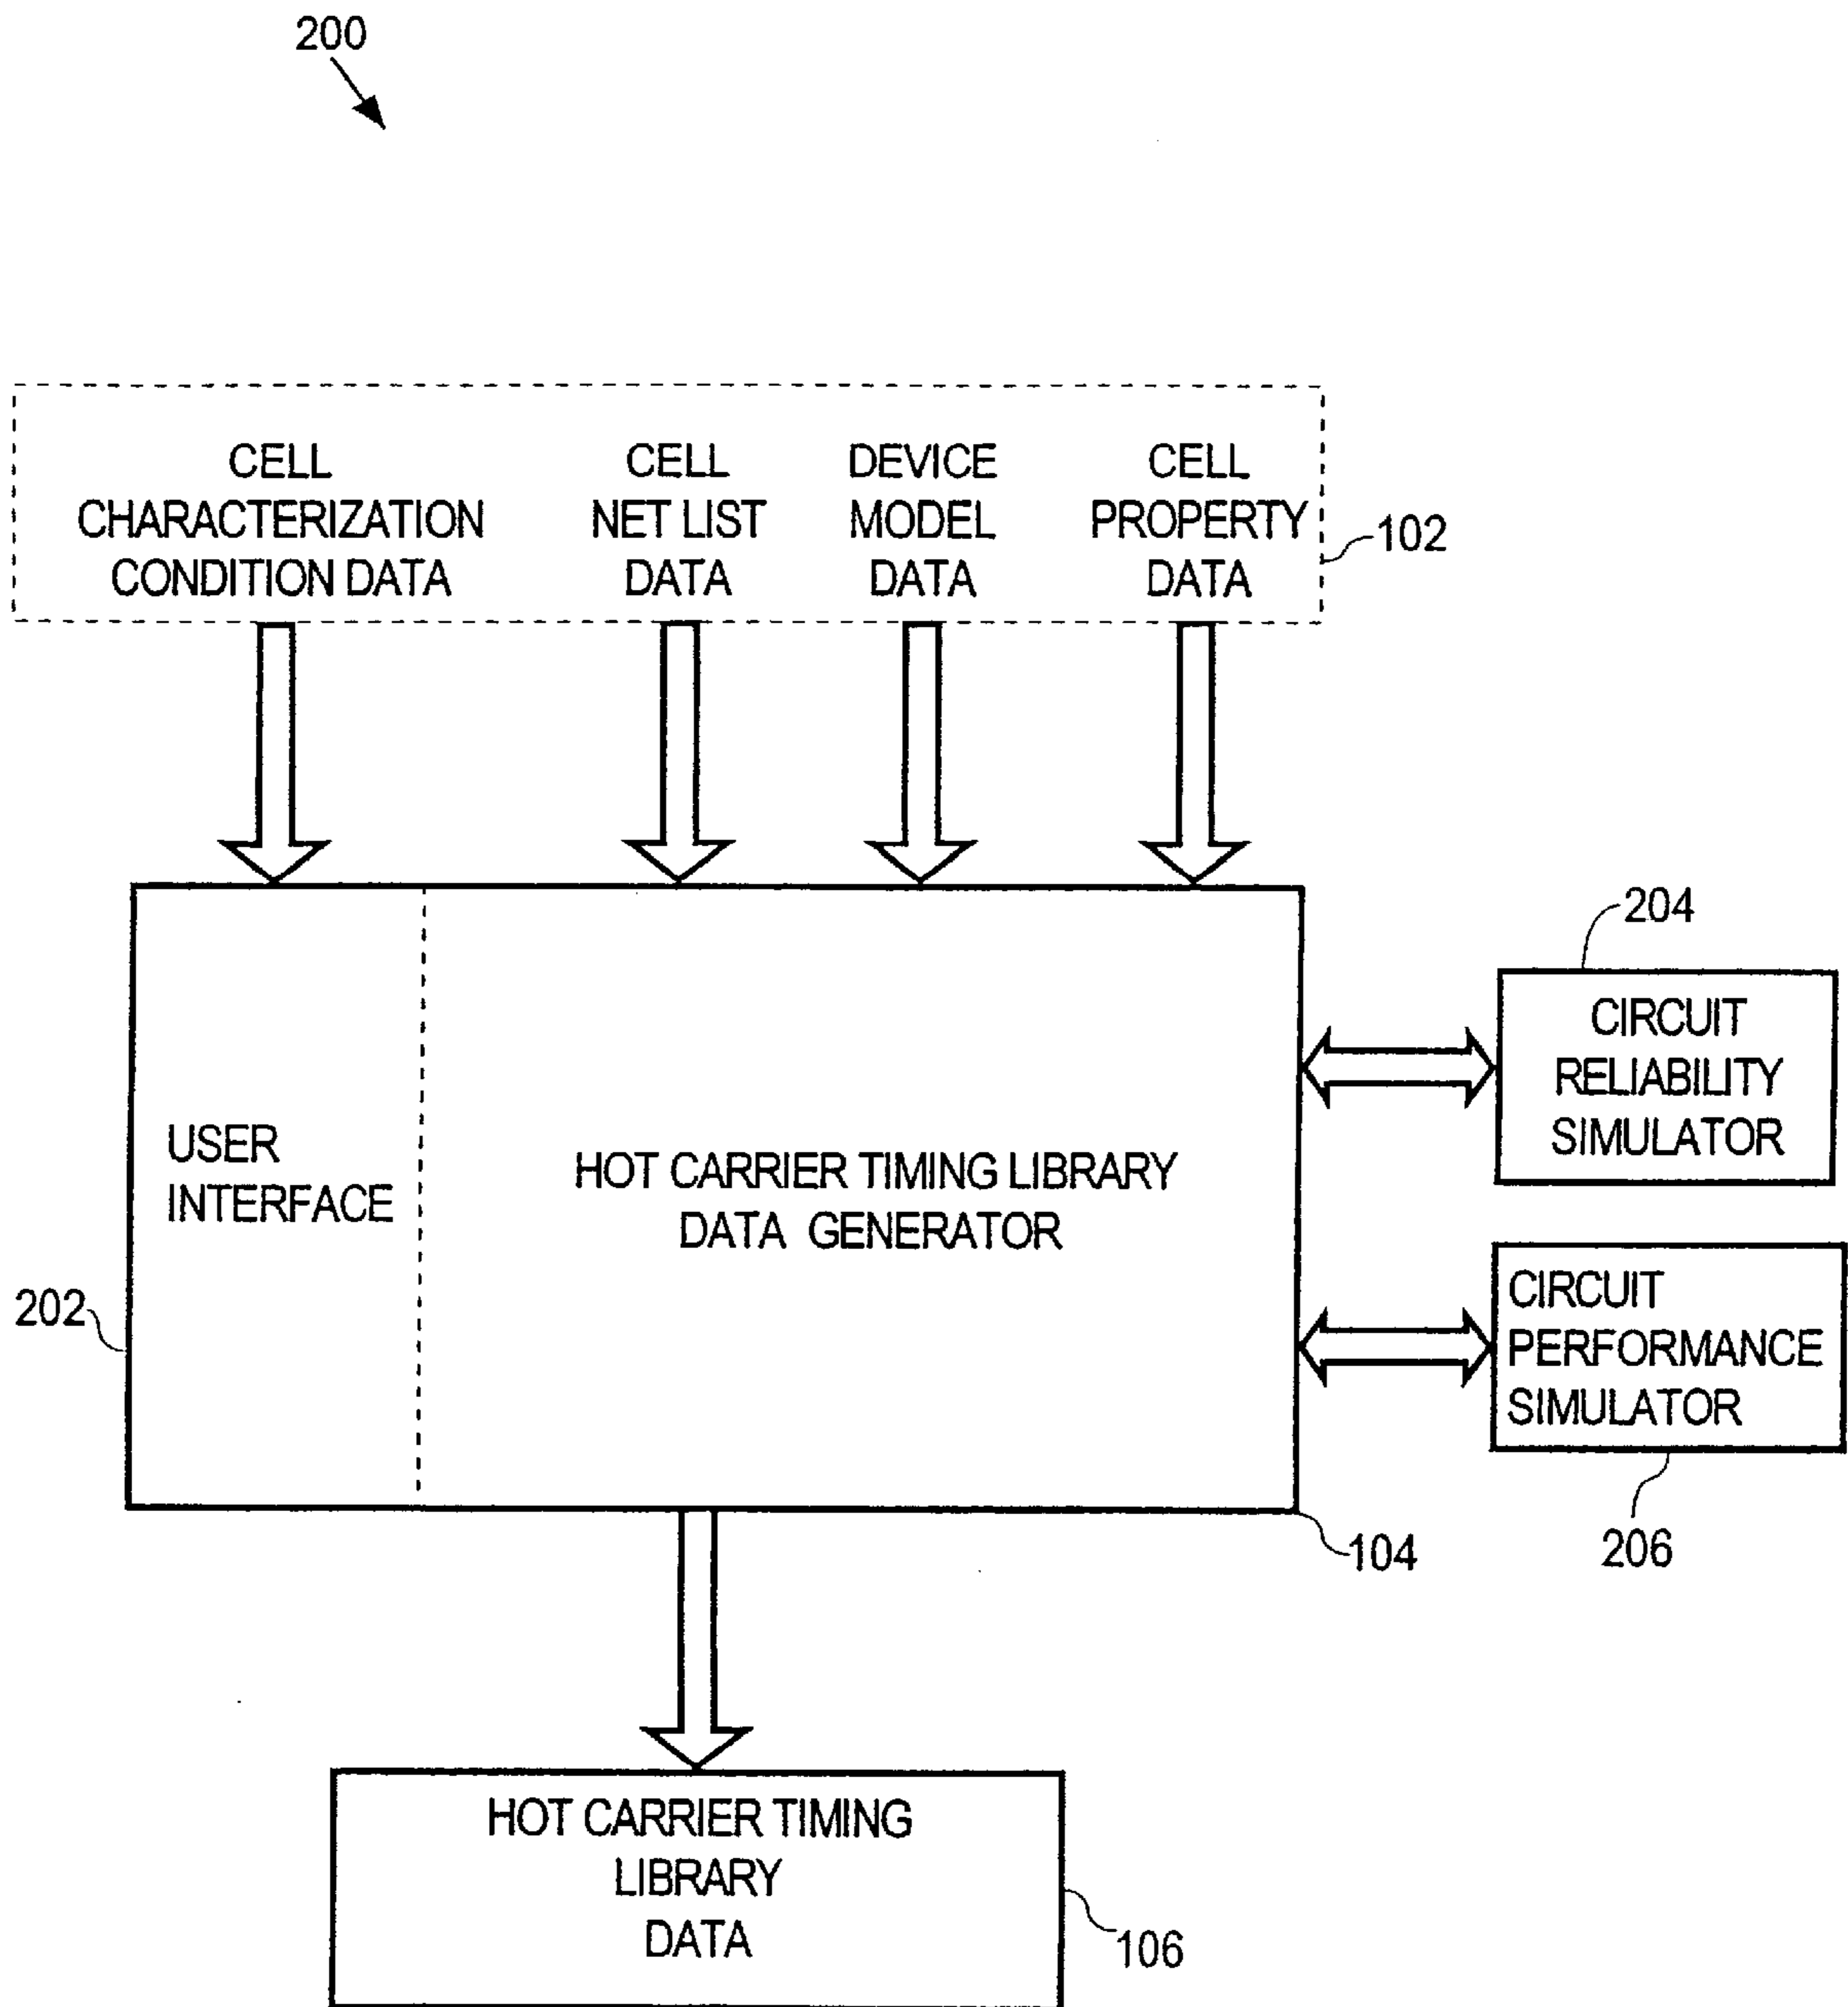 200
CELL
CHARACTERIZATION
CONDITION DATA
CELL
NET LIST
DATA
DEVICE
MODEL
DATA
CELL
PROPERTY
DATA
102
204
CIRCUIT
RELIABILITY
SIMULATOR
USER
INTERFACE
HOT CARRIER TIMING LIBRARY
DATA GENERATOR
202
CIRCUIT
PERFORMANCE
SIMULATOR
104
206
HOT CARRIER TIMING
LIBRARY
DATA
106